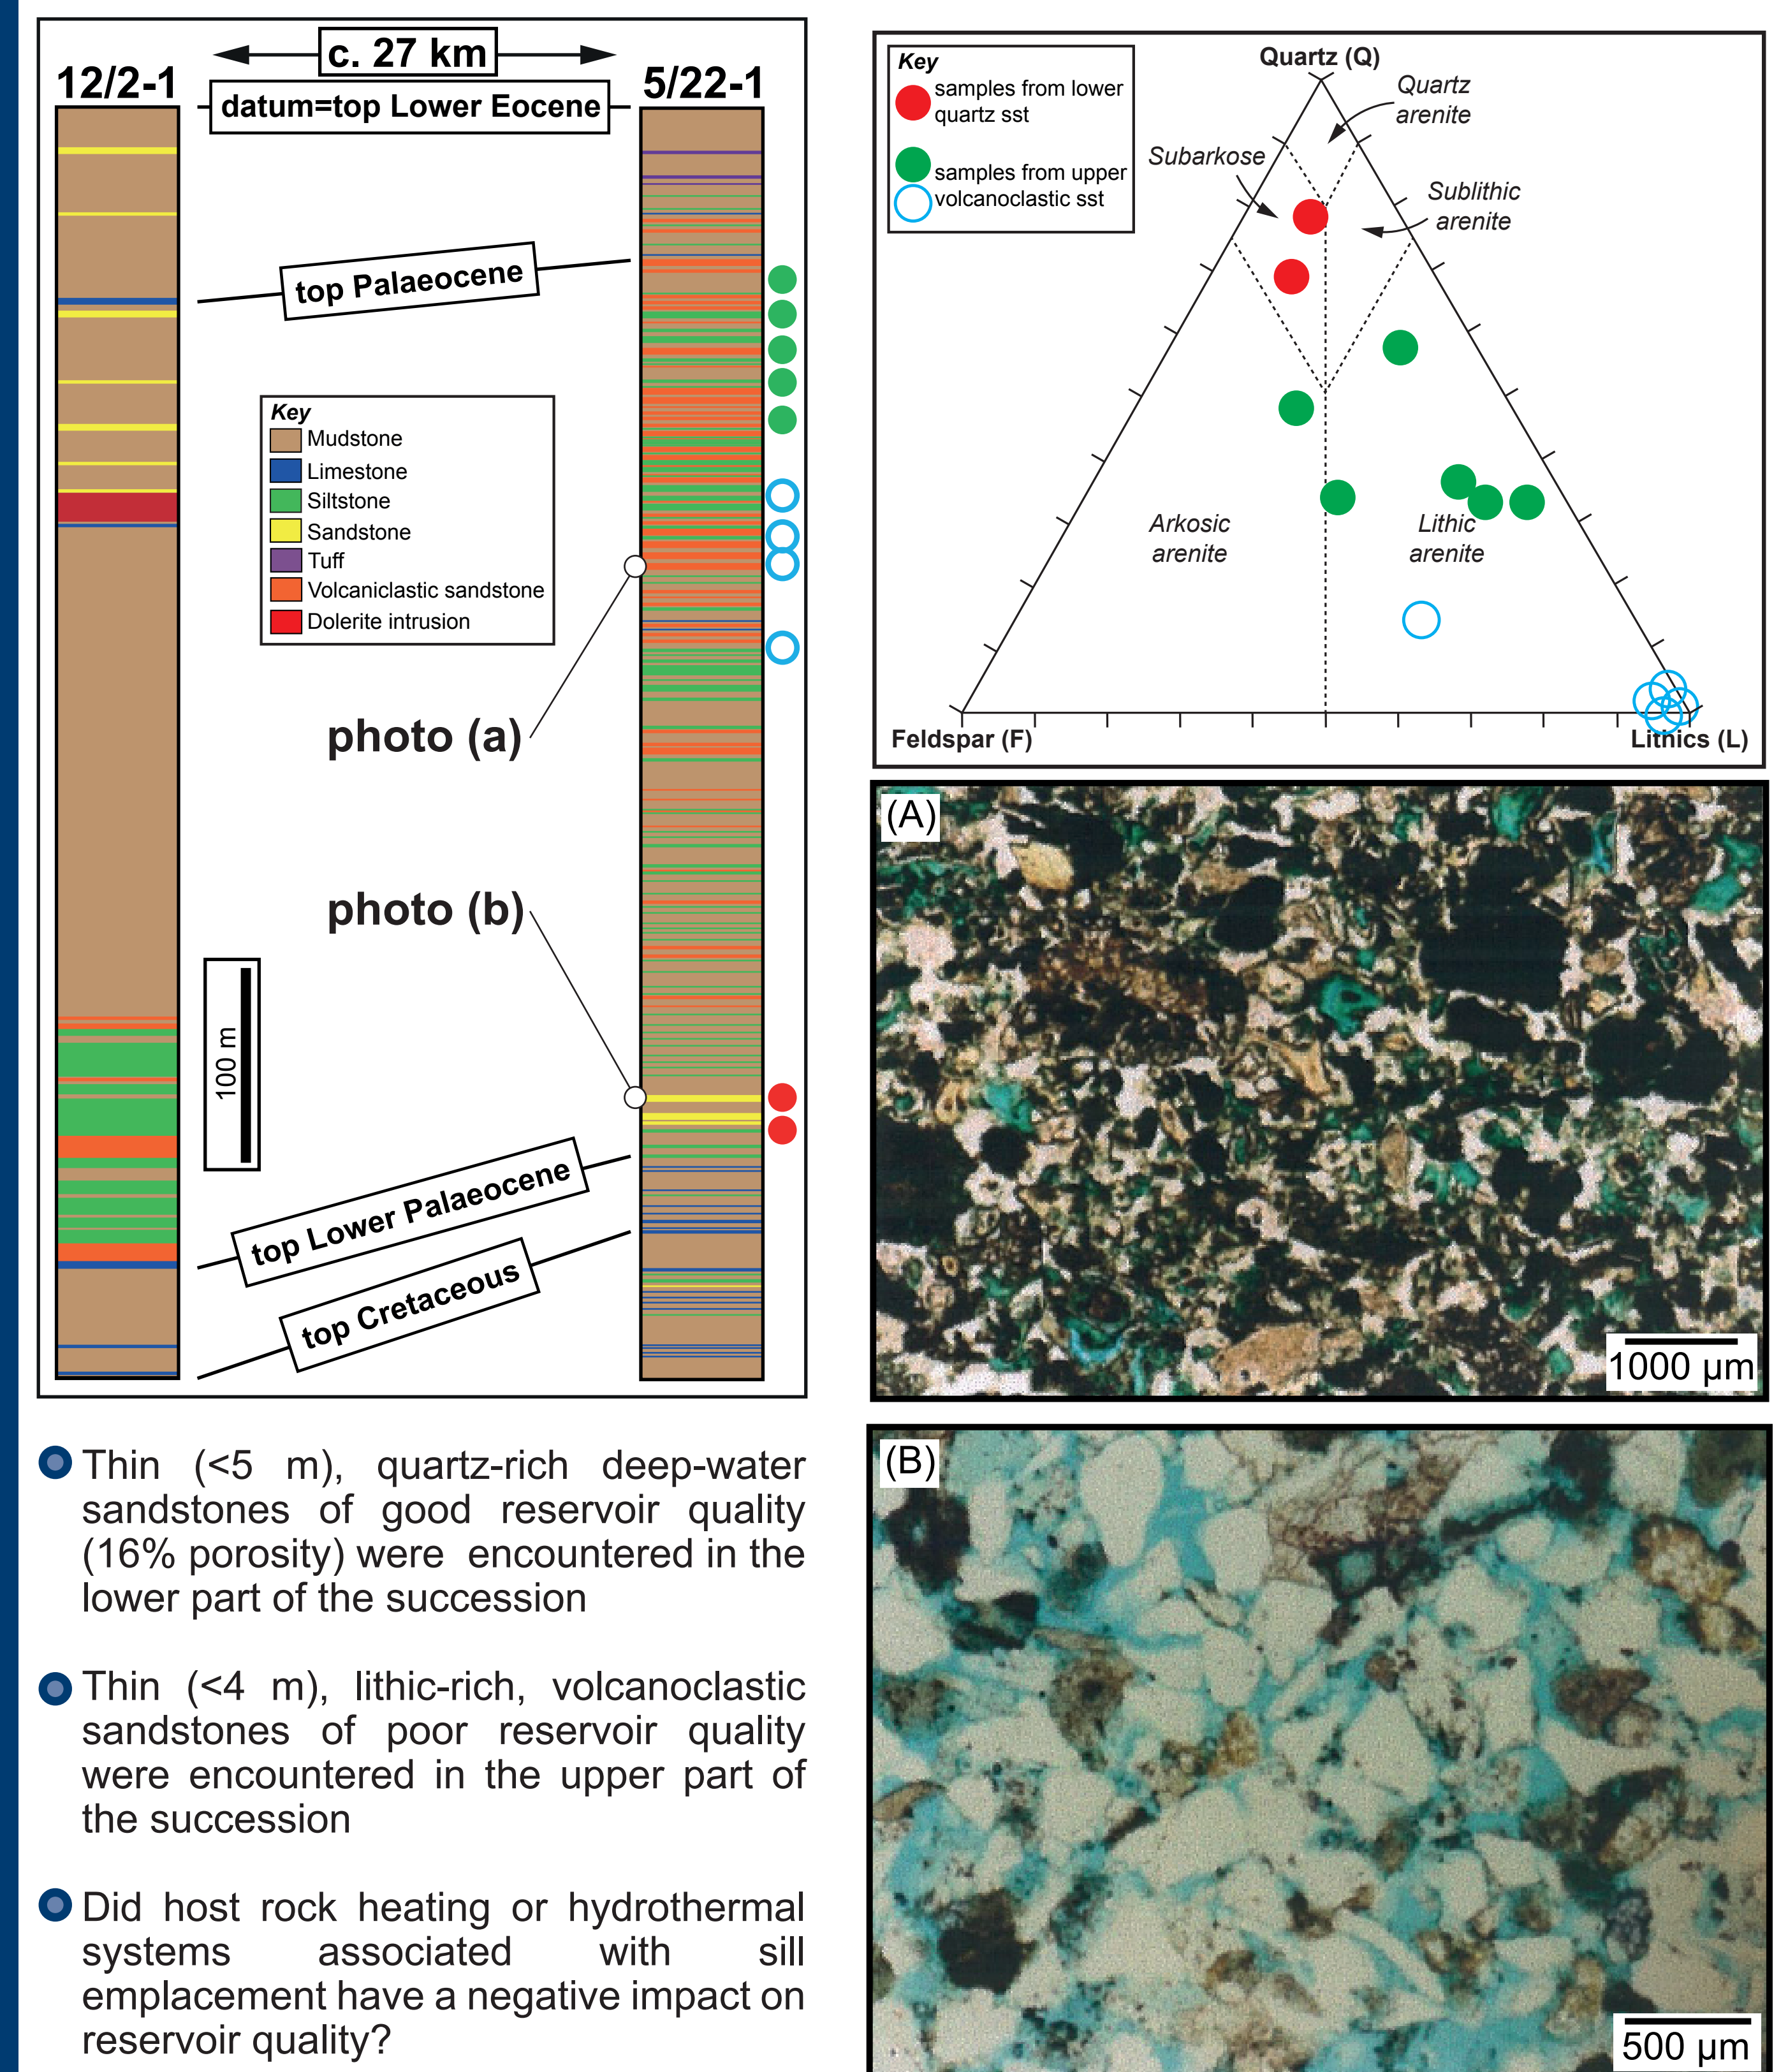 c. 27 km
12/2-1
5/22-1
datum=top Lower Eocene
top Palaeocene
Key
Mudstone
Limestone
Siltstone
Sandstone
Tuff
Volcaniclastic sandstone
Dolerite intrusion
photo (a)
photo (b)
100 m
top Lower Palaeocene
top Cretaceous
Thin (<5 m), quartz-rich deep-water
sandstones of good reservoir quality
(16% porosity) were encountered in the
lower part of the succession
Thin (<4 m), lithic-rich, volcanoclastic
sandstones of poor reservoir quality
were encountered in the upper part of
the succession
Did host rock heating or hydrothermal
systems associated with sill
emplacement have a negative impact on
reservoir quality?
Key
samples from lower
quartz sst
samples from upper
volcanoclastic sst
Quartz (Q)
Quartz
arenite
Subarkose
Sublithic
arenite
Arkosic
arenite
Lithic
arenite
Feldspar (F)
Lithics (L)
(A)
1000 µm
(B)
500 µm